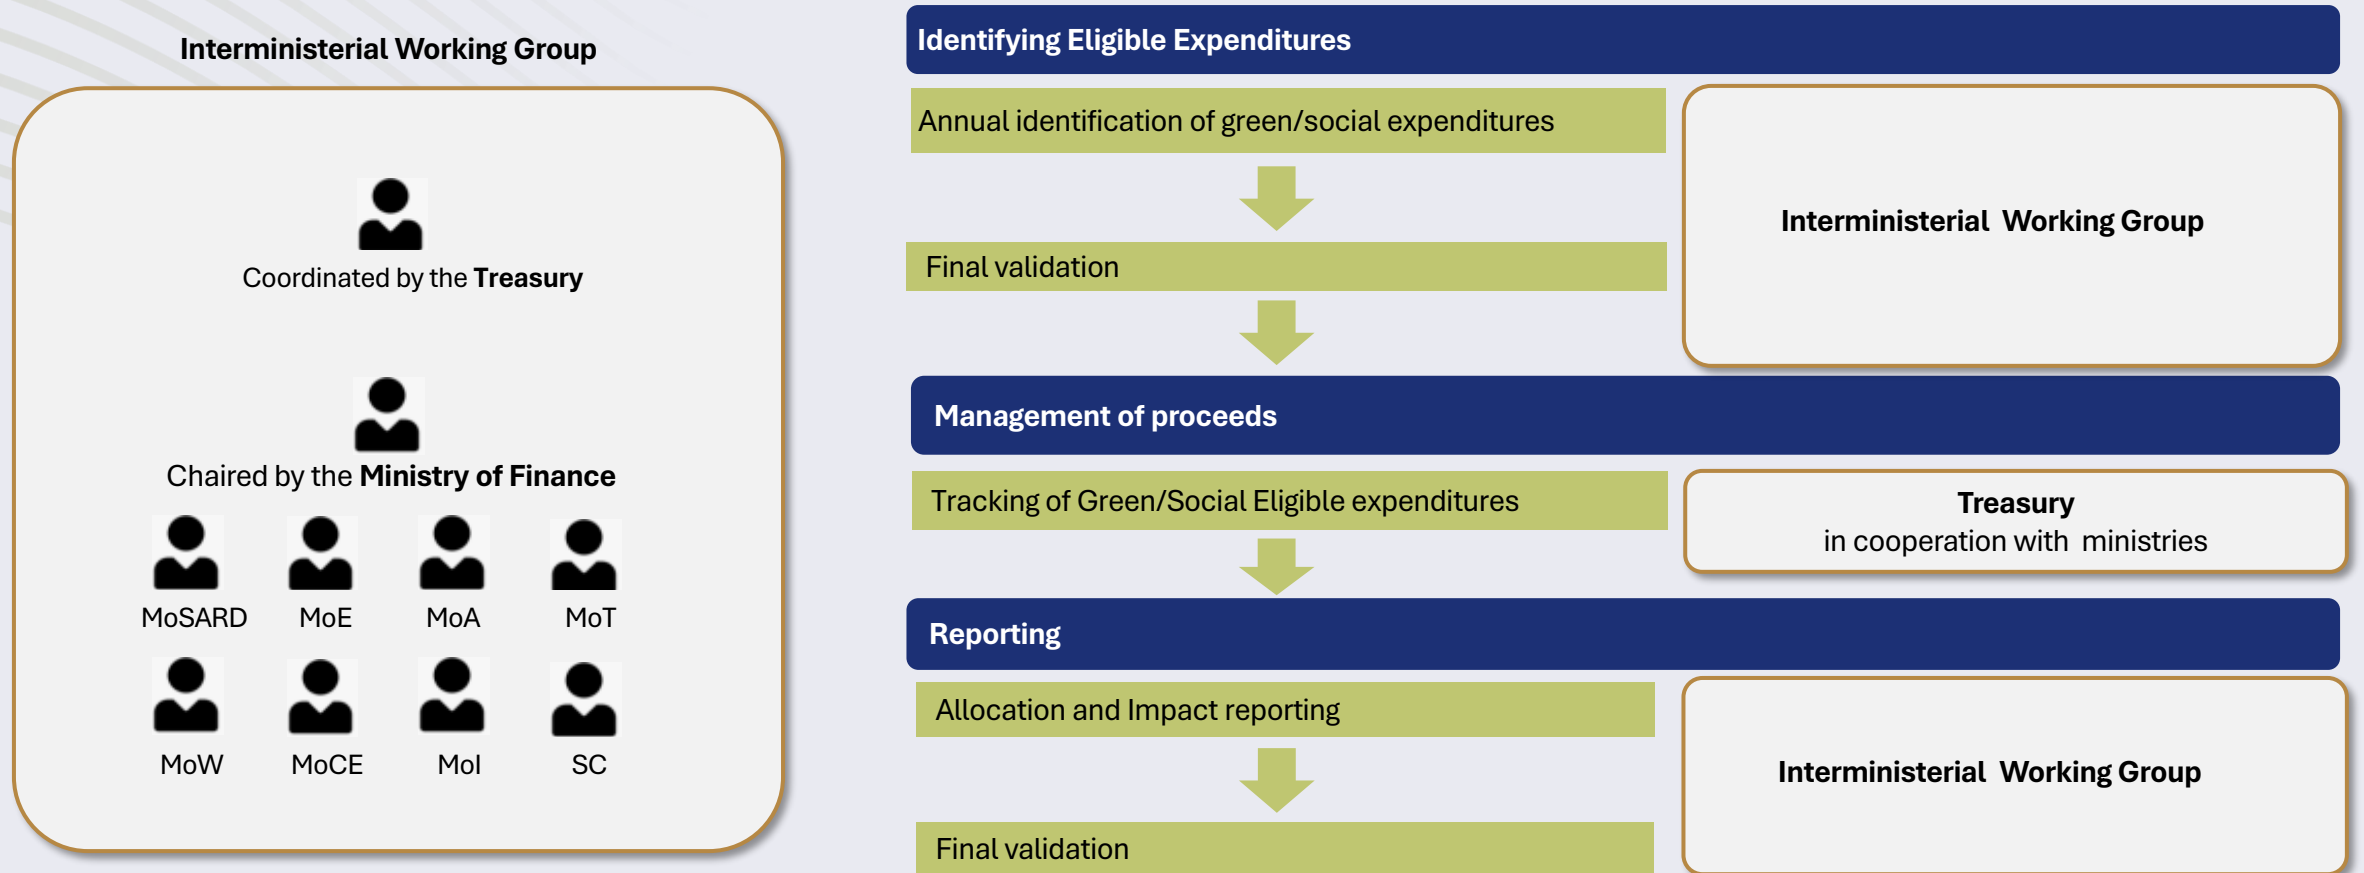 Interministerial Working Group
Coordinated by the Treasury
Chaired by the Ministry of Finance
MoSARD MoE MoA MoT
MoW MoCE MoI SC
Identifying Eligible Expenditures
Annual identification of green/social expenditures
Final validation
Interministerial Working Group
Management of proceeds
Tracking of Green/Social Eligible expenditures
Treasury
in cooperation with ministries
Reporting
Allocation and Impact reporting
Final validation
Interministerial Working Group